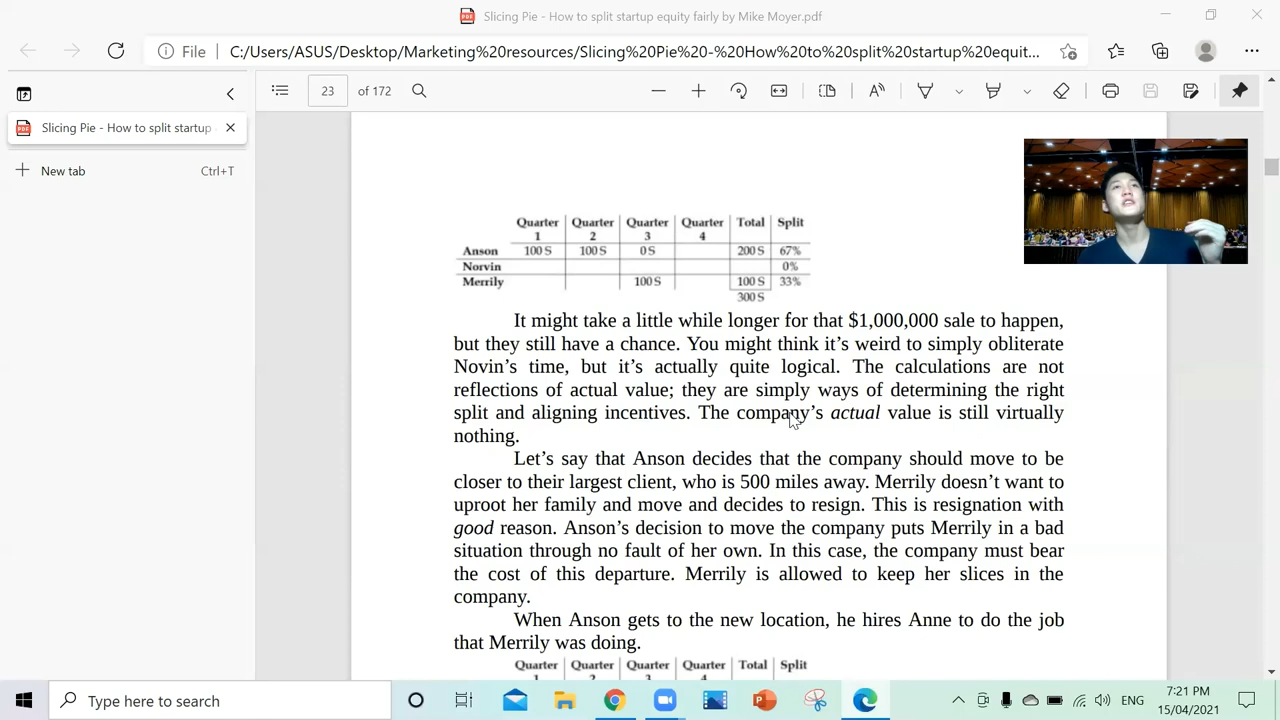 Slicing Pie - How to split startup equity fairly by Mike Moyer.pdf
File C:/Users/ASUS/Desktop/Marketing%20resources/Slicing%20Pie%20-%20How%20to%20split%20startup%20equit...
23 of 172
Slicing Pie - How to split startup
New tab Ctrl+T
Quarter Quarter Quarter Quarter Total Split
1 2 3 4
Anson 100 S 100 S 0 S 200 S 67%
Norvin 0%
Merrily 100 S 100 S 33%
300 S
It might take a little while longer for that $1,000,000 sale to happen,
but they still have a chance. You might think it's weird to simply obliterate
Novin's time, but it's actually quite logical. The calculations are not
reflections of actual value; they are simply ways of determining the right
split and aligning incentives. The company's actual value is still virtually
nothing.
Let's say that Anson decides that the company should move to be
closer to their largest client, who is 500 miles away. Merrily doesn't want to
uproot her family and move and decides to resign. This is resignation with
good reason. Anson's decision to move the company puts Merrily in a bad
situation through no fault of her own. In this case, the company must bear
the cost of this departure. Merrily is allowed to keep her slices in the
company.
When Anson gets to the new location, he hires Anne to do the job
that Merrily was doing.
Quarter Quarter Quarter Quarter Total Split
Type here to search
ENG
7:21 PM
15/04/2021